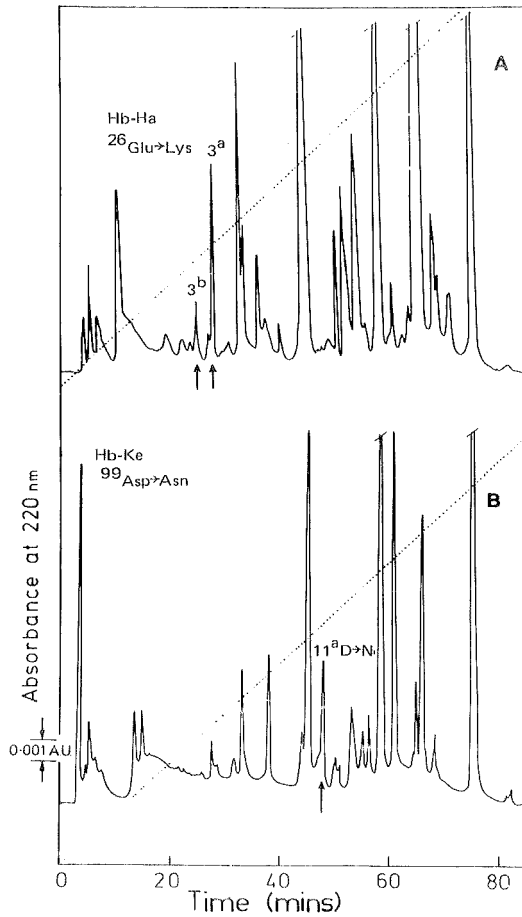 A
Hb-Ha
26Glu→Lys
3a
3b
B
Hb-Ke
99Asp→Asn
11aD→N
Absorbance at 220 nm
0·001 AU
0 20 40 60 80
Time (mins)